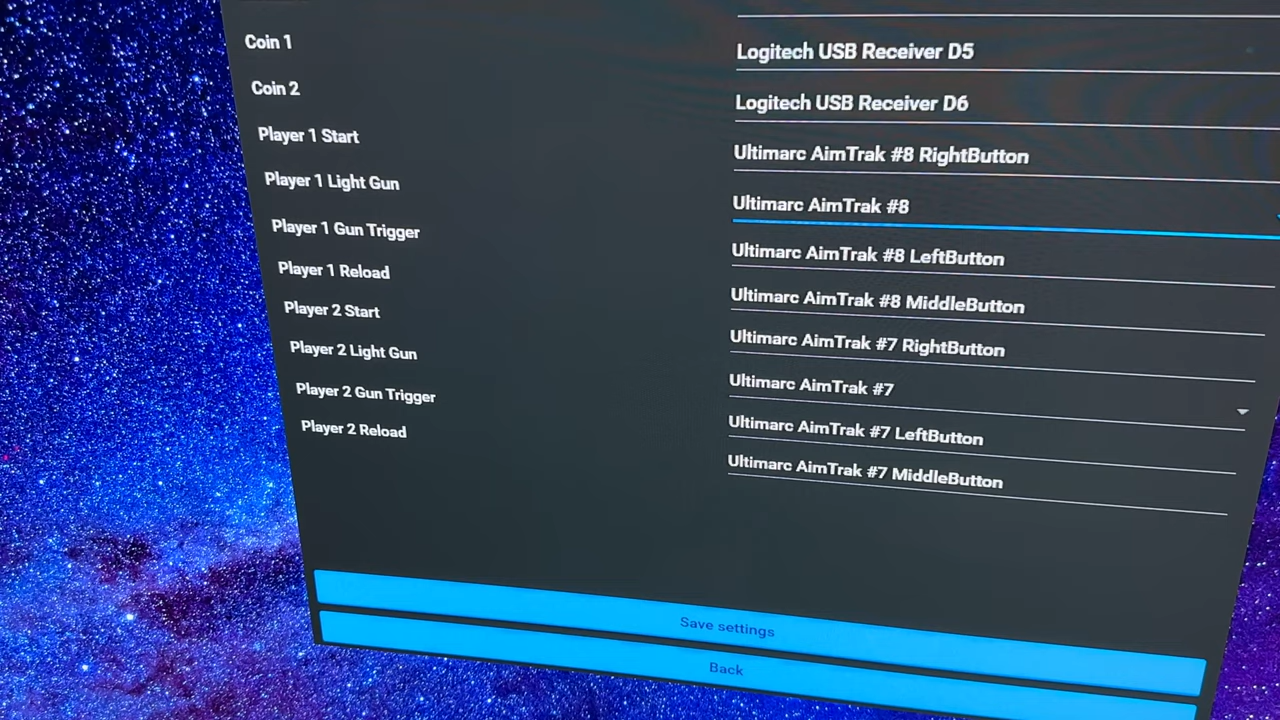 Coin 1 Logitech USB Receiver D5
Coin 2 Logitech USB Receiver D6
Player 1 Start Ultimarc AimTrak #8 RightButton
Player 1 Light Gun Ultimarc AimTrak #8
Player 1 Gun Trigger Ultimarc AimTrak #8 LeftButton
Player 1 Reload Ultimarc AimTrak #8 MiddleButton
Player 2 Start Ultimarc AimTrak #7 RightButton
Player 2 Light Gun Ultimarc AimTrak #7
Player 2 Gun Trigger Ultimarc AimTrak #7 LeftButton
Player 2 Reload Ultimarc AimTrak #7 MiddleButton
Save settings
Back